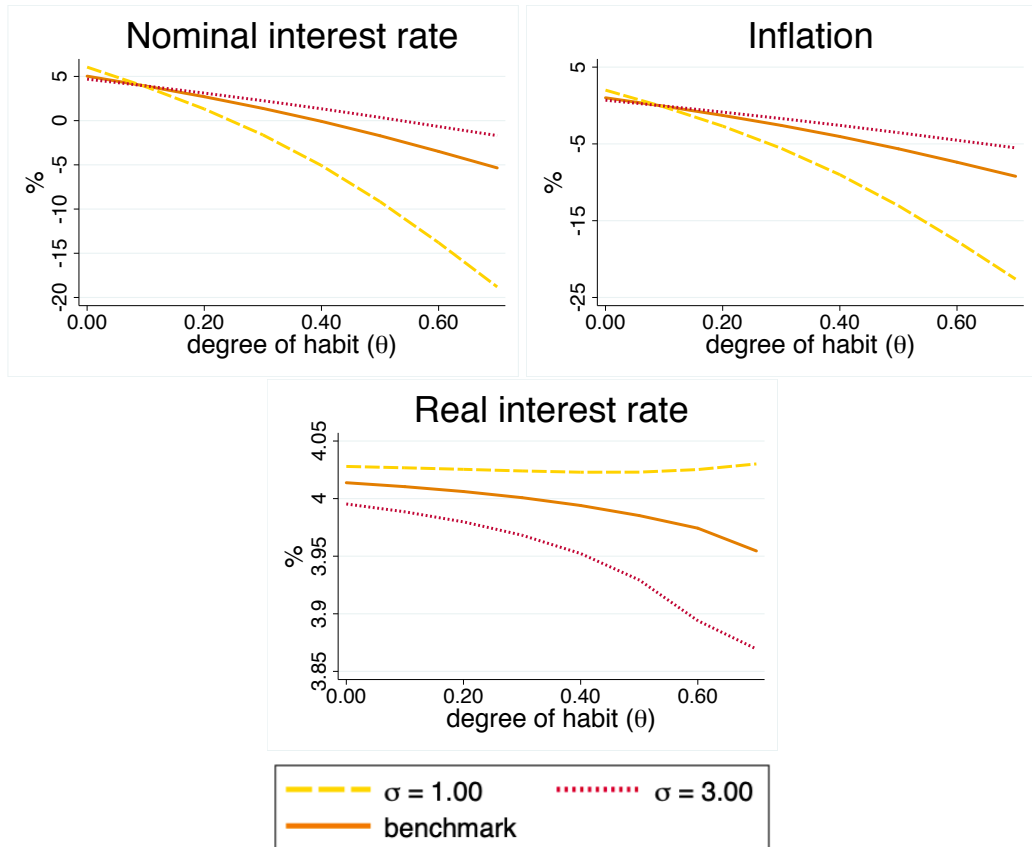 Nominal interest rate
%
5
0
-5
-10
-15
-20
0.00 0.20 0.40 0.60
degree of habit (θ)
Inflation
%
5
-5
-15
-25
0.00 0.20 0.40 0.60
degree of habit (θ)
Real interest rate
%
4.05
4
3.95
3.9
3.85
0.00 0.20 0.40 0.60
degree of habit (θ)
σ = 1.00 σ = 3.00
benchmark